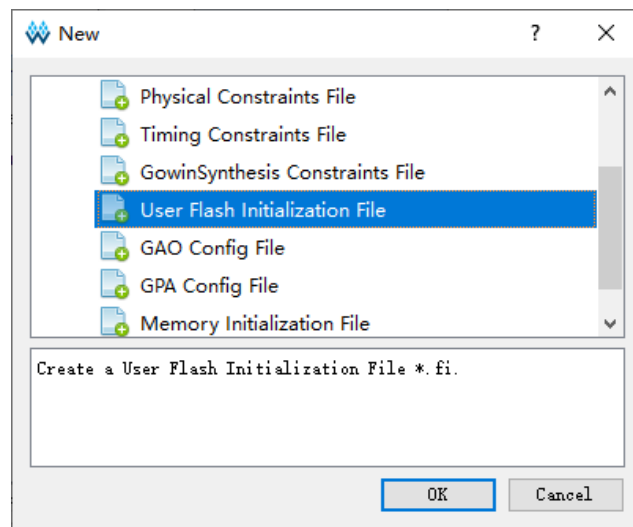 New
?
Physical Constraints File
Timing Constraints File
GowinSynthesis Constraints File
User Flash Initialization File
GAO Config File
GPA Config File
Memory Initialization File
Create a User Flash Initialization File *.fi.
OK Cancel